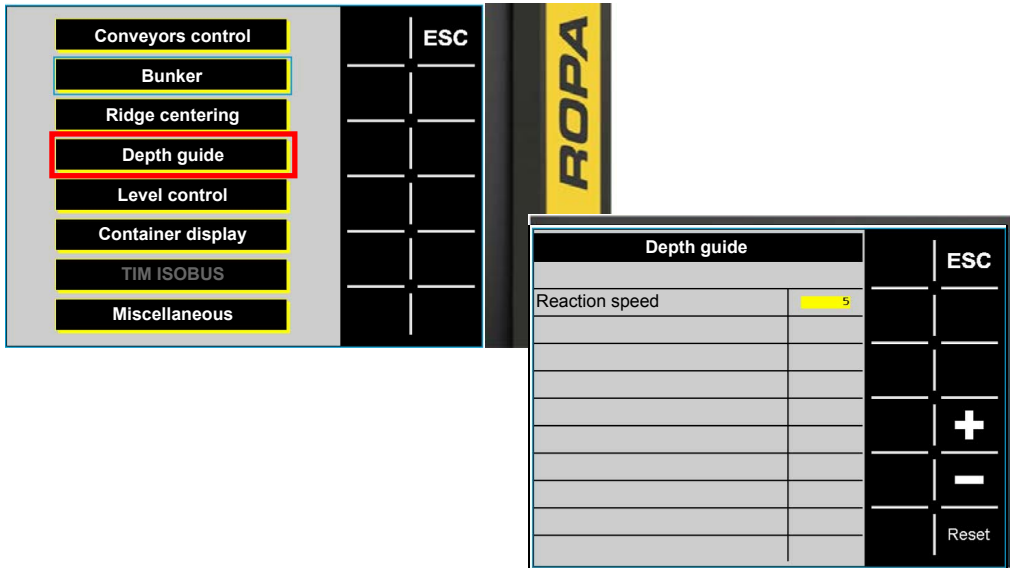 Conveyors control
ESC
Bunker
Ridge centering
Depth guide
Level control
Container display
TIM ISOBUS
Miscellaneous
ROPA
Depth guide
ESC
Reaction speed 5
+
-
Reset